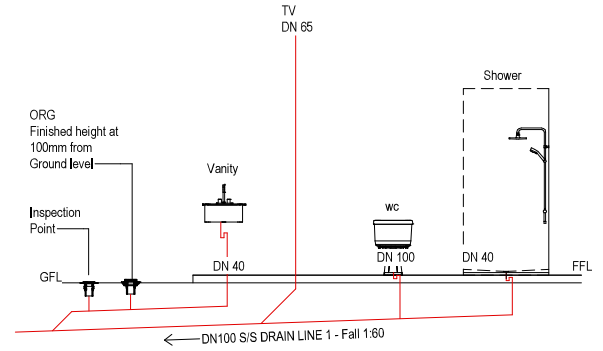 TV
DN 65
Shower
ORG
Finished height at
100mm from
Ground level
Vanity
Inspection
Point
wc
DN 40
DN 100
DN 40
GFL
FFL
DN100 S/S DRAIN LINE 1 - Fall 1:60